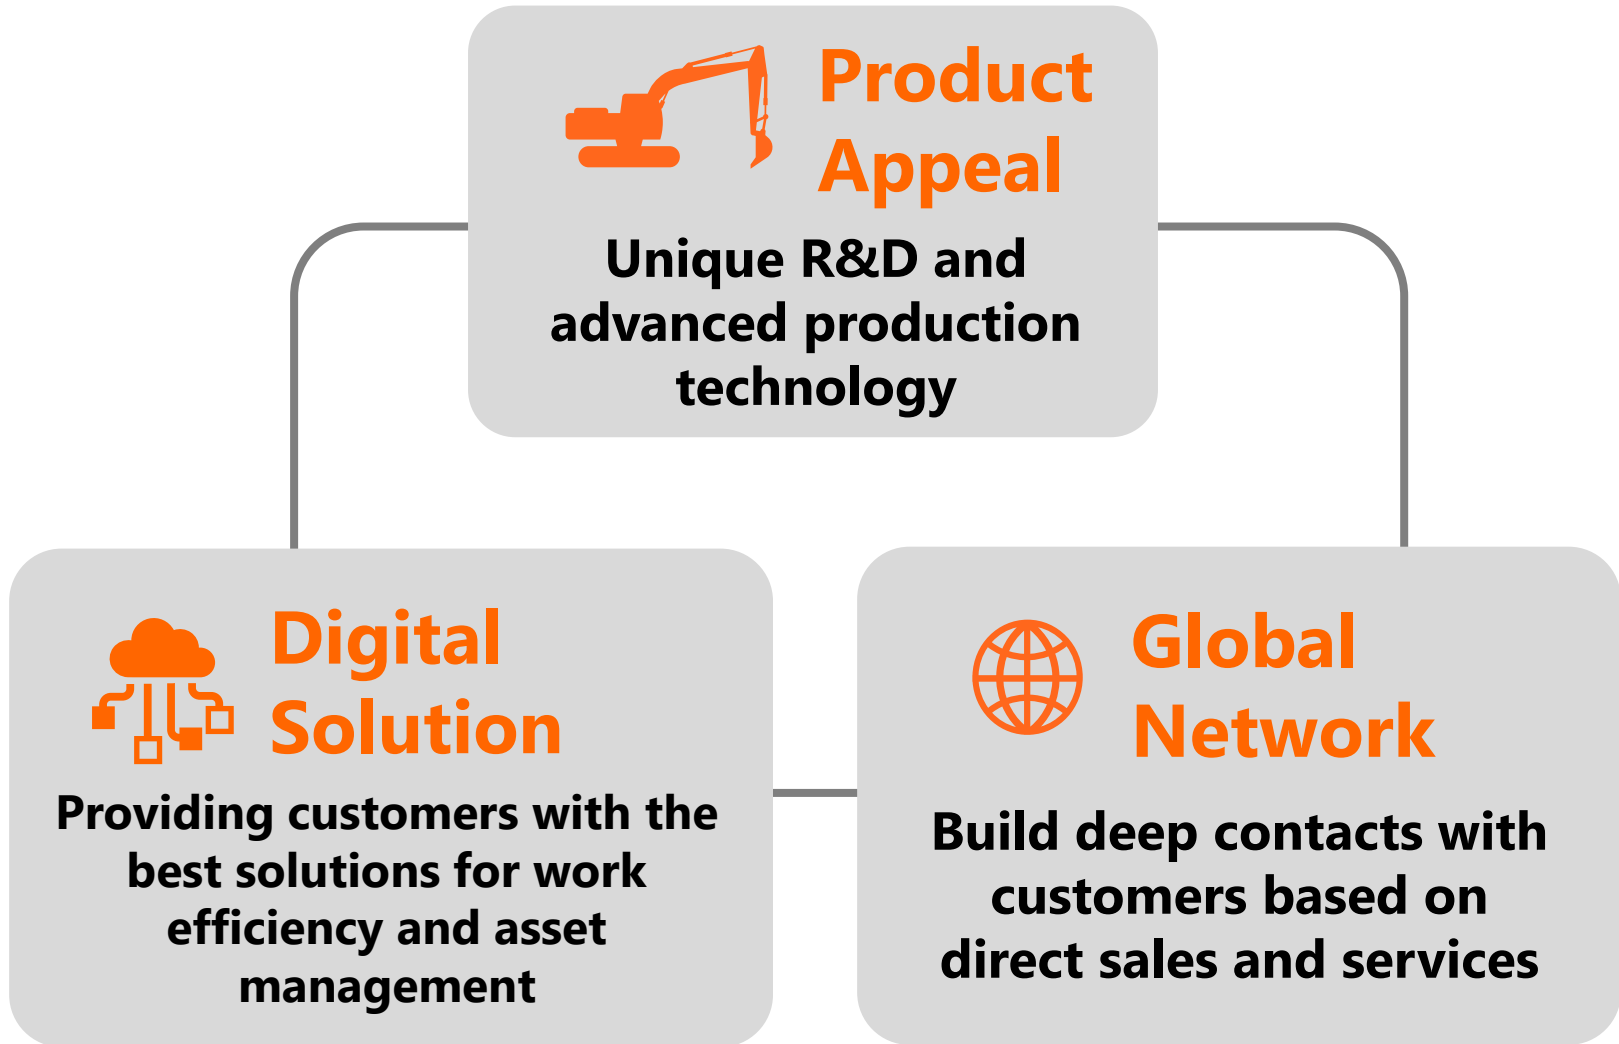 Product
Appeal
Unique R&D and
advanced production
technology
Digital
Solution
Providing customers with the
best solutions for work
efficiency and asset
management
Global
Network
Build deep contacts with
customers based on
direct sales and services